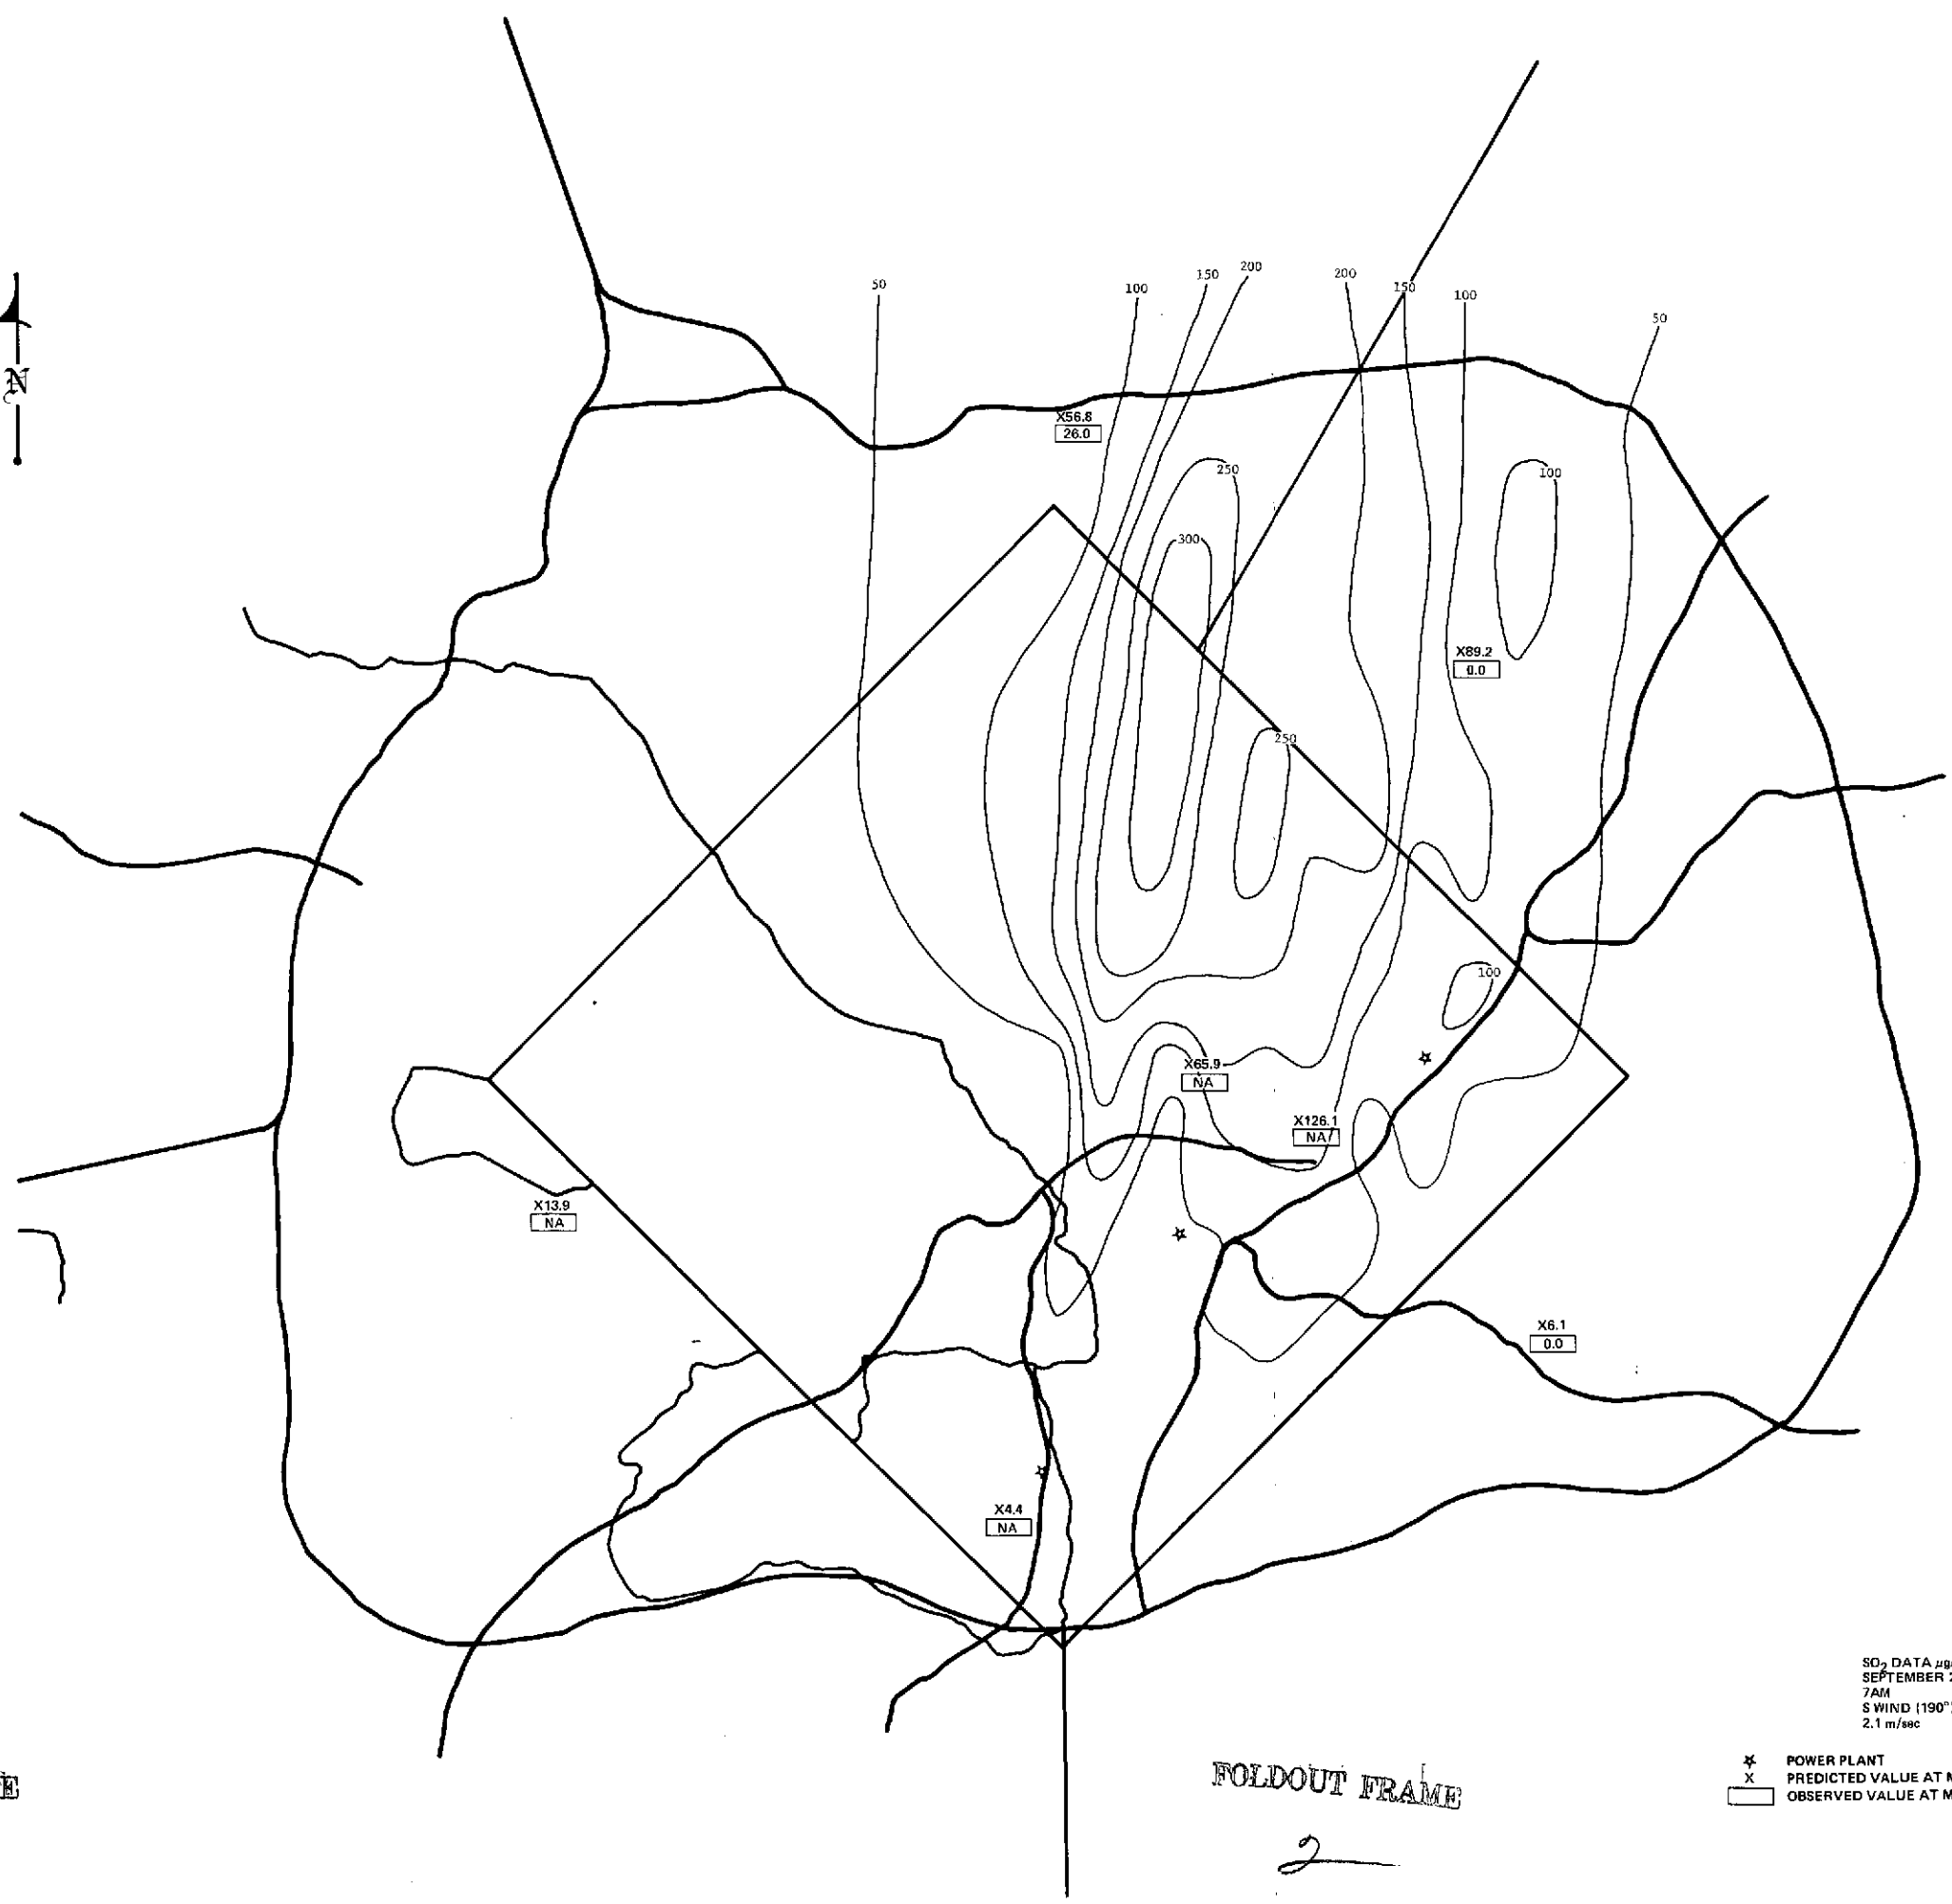 50
100
150
200
200
150
100
50
N
X56.8
26.0
250
100
300
X89.2
0.0
250
100
X65.9
NA
X126.1
NA
X13.9
NA
X6.1
0.0
X4.4
NA
SO2 DATA
SEPTEMBER
7AM
S WIND (190°
2.1 m/sec
POWER PLANT
X PREDICTED VALUE AT
OBSERVED VALUE AT
FOLDOUT FRAME
2